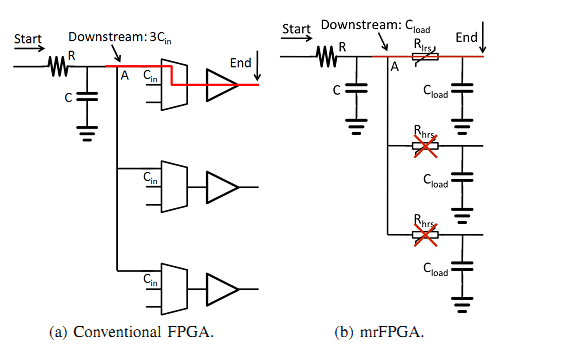 Start
Downstream: 3Cin
R
End
A
Cin
C
Cin
Cin
(a) Conventional FPGA.
Downstream: Cload
Start
R
Rlrs
End
A
C
Cload
Rhrs
Cload
Rhrs
Cload
(b) mrFPGA.